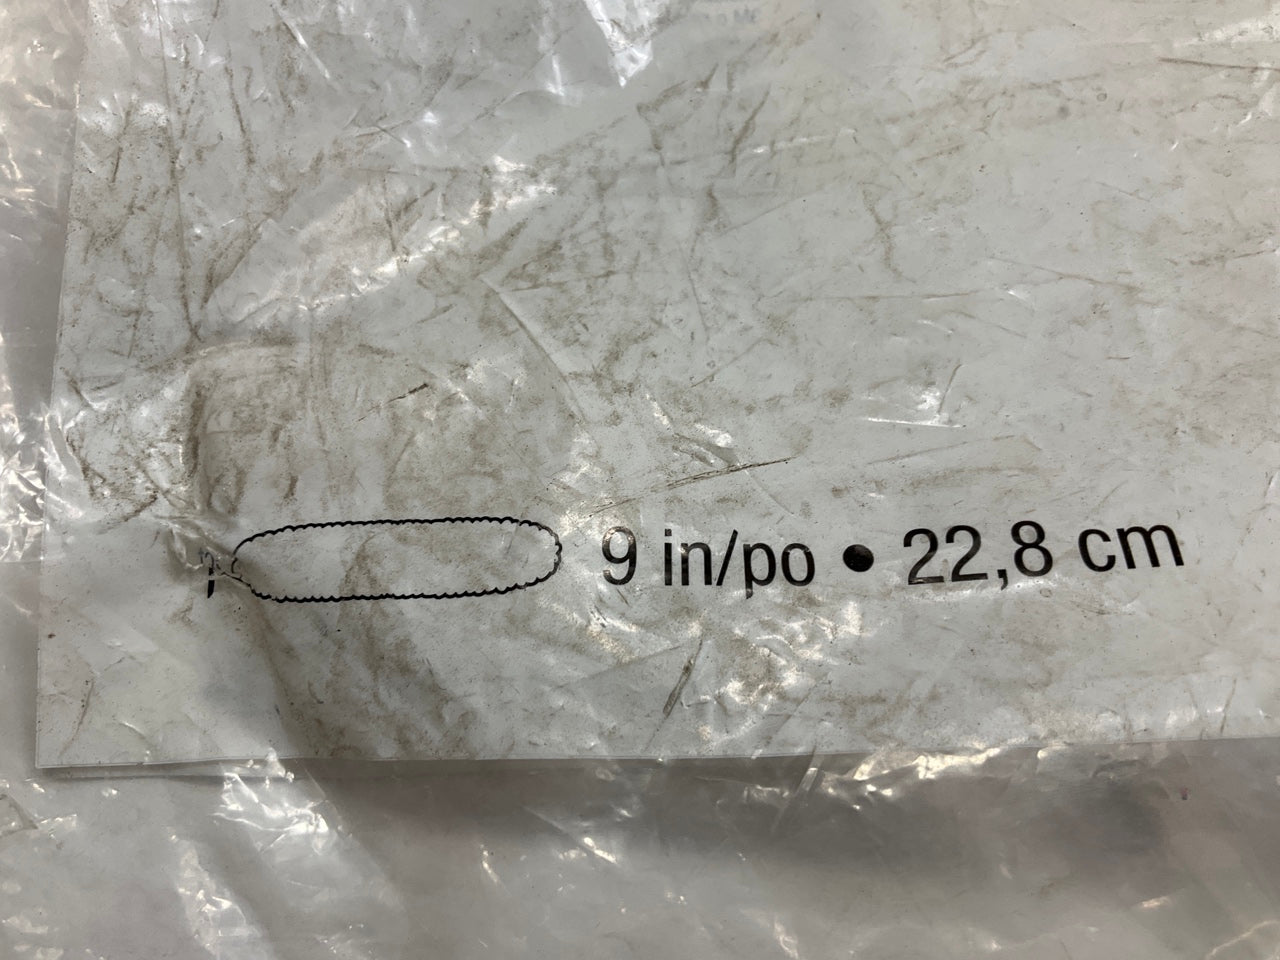 9 in/po • 22,8 cm